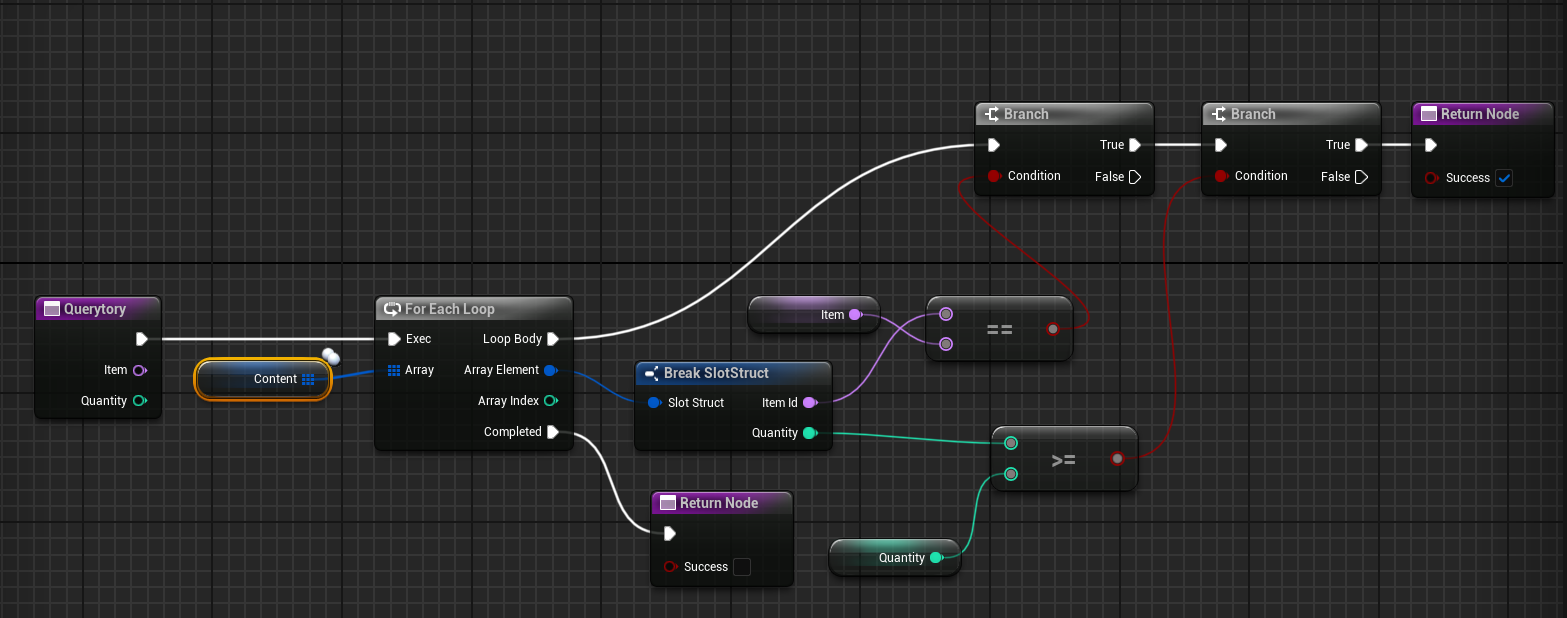 Branch
True
Condition
False
Branch
True
Condition
False
Return Node
Success
Querytory
Item
Quantity
Content
For Each Loop
Exec
Loop Body
Array
Array Element
Array Index
Completed
Item
==
Break SlotStruct
Slot Struct
Item Id
Quantity
>=
Return Node
Success
Quantity